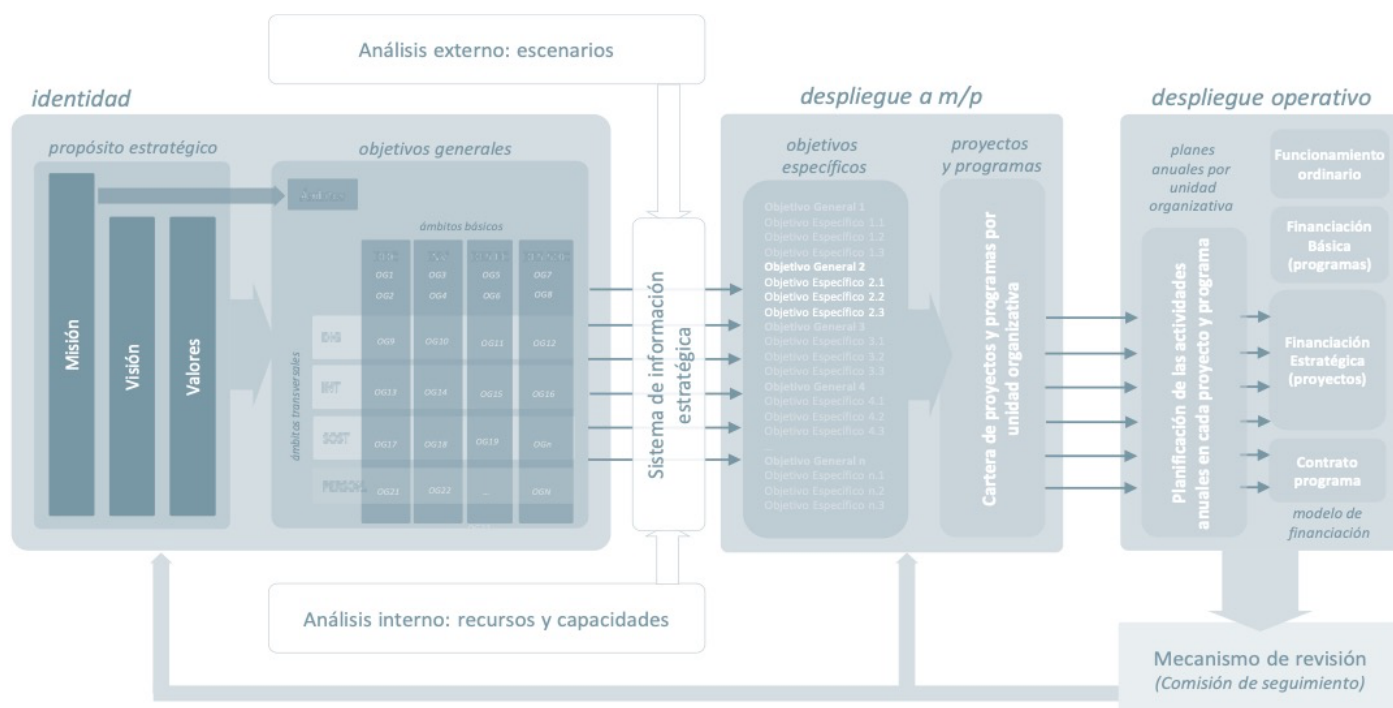 Análisis externo: escenarios
identidad
despliegue a m/p
despliegue operativo
propósito estratégico
objetivos generales
Misión
Visión
Valores
ámbitos básicos
ámbitos transversales
OG1 OG3 OG5 OG7
OG2 OG4 OG6 OG8
OG9 OG10 OG11 OG12
INT
OG13 OG14 OG15 OG16
SOST
OG17 OG18 OG19 OGn
PERSONL
OG21 OG22 ... OGN
Sistema de información
estratégica
objetivos
específicos
Objetivo General 1
Objetivo Específico 1.1
Objetivo Específico 1.2
Objetivo Específico 1.3
Objetivo General 2
Objetivo Específico 2.1
Objetivo Específico 2.2
Objetivo Específico 2.3
Objetivo General 3
Objetivo Específico 3.1
Objetivo Específico 3.2
Objetivo Específico 3.3
Objetivo General 4
Objetivo Específico 4.1
Objetivo Específico 4.2
Objetivo Específico 4.3
...
Objetivo General n
Objetivo Específico n.1
Objetivo Específico n.2
Objetivo Específico n.3
proyectos
y programas
Cartera de proyectos y programas por
unidad organizativa
planes
anuales por
unidad
organizativa
Planificación de las actividades
anuales en cada proyecto y programa
Funcionamiento
ordinario
Financiación
Básica
(programas)
Financiación
Estratégica
(proyectos)
Contrato
programa
modelo de
financiación
Análisis interno: recursos y capacidades
Mecanismo de revisión
(Comisión de seguimiento)